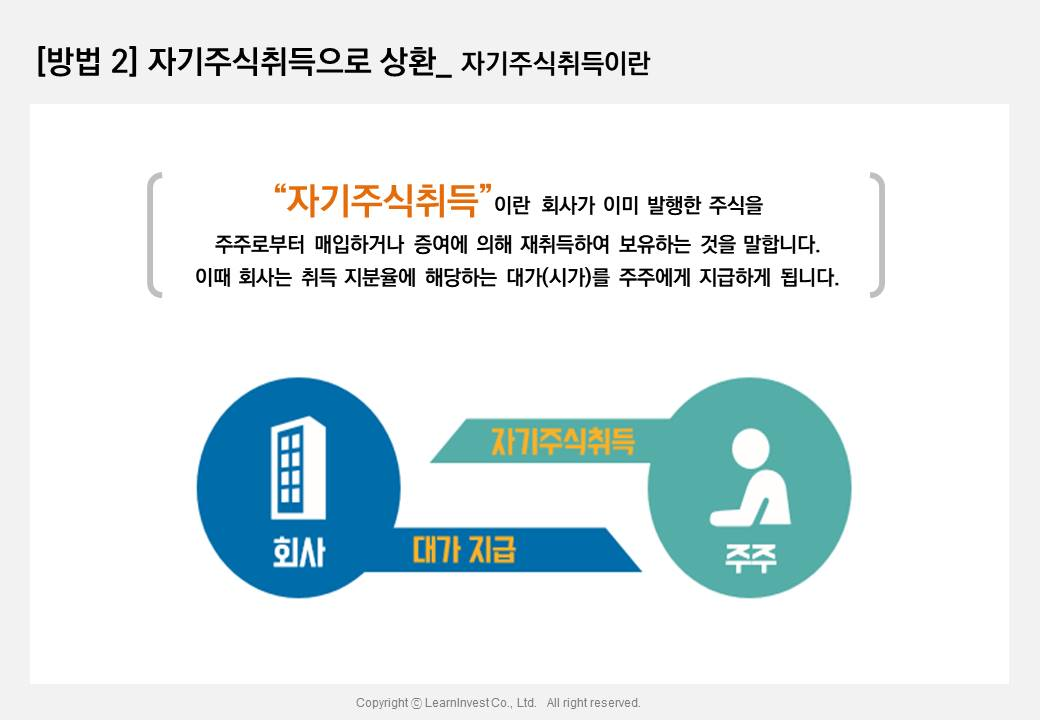 [방법 2] 자기주식취득으로 상환_ 자기주식취득이란
“자기주식취득”이란 회사가 이미 발행한 주식을
주주로부터 매입하거나 증여에 의해 재취득하여 보유하는 것을 말합니다.
이때 회사는 취득 지분율에 해당하는 대가(시가)를 주주에게 지급하게 됩니다.
자기주식취득
대가 지급
회사
주주
Copyright ⓒ LearnInvest Co., Ltd. All right reserved.